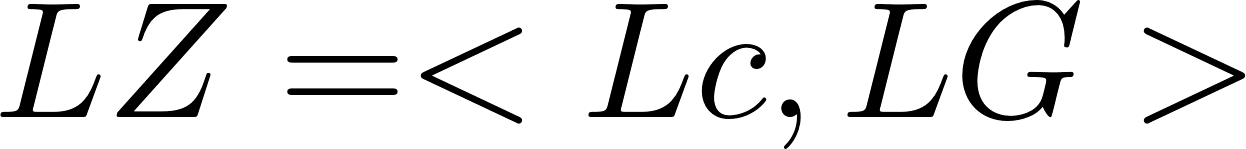 LZ =< Lc, LG >